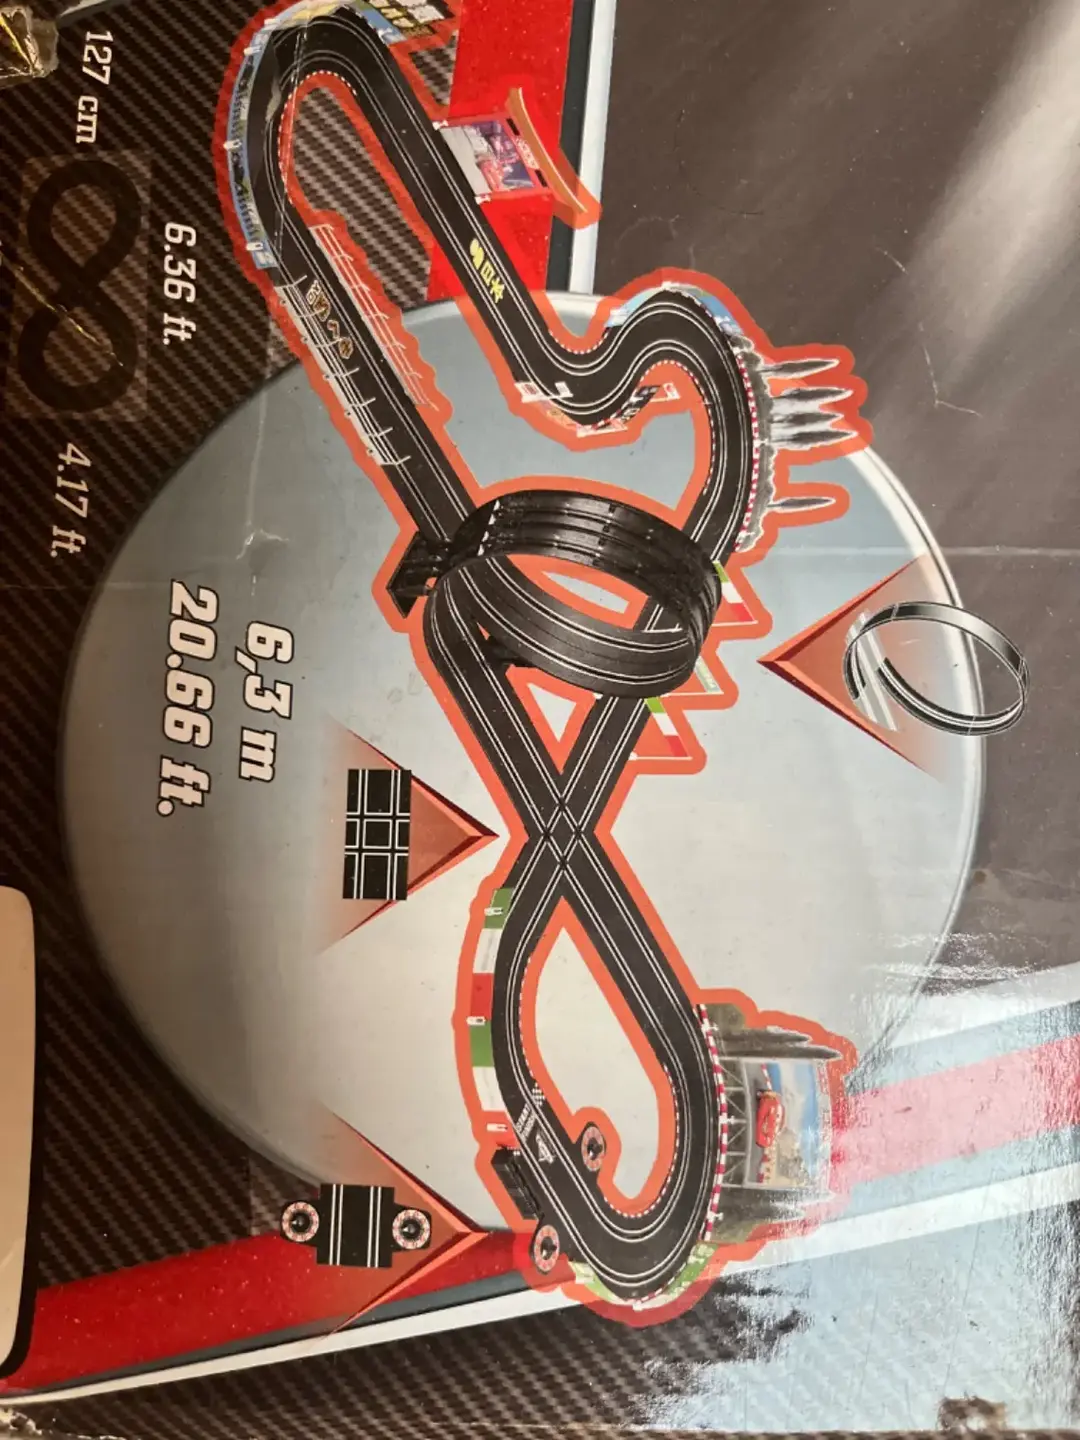 127 cm
6.36 ft.
4.17 ft.
6,3 m
20.66 ft.